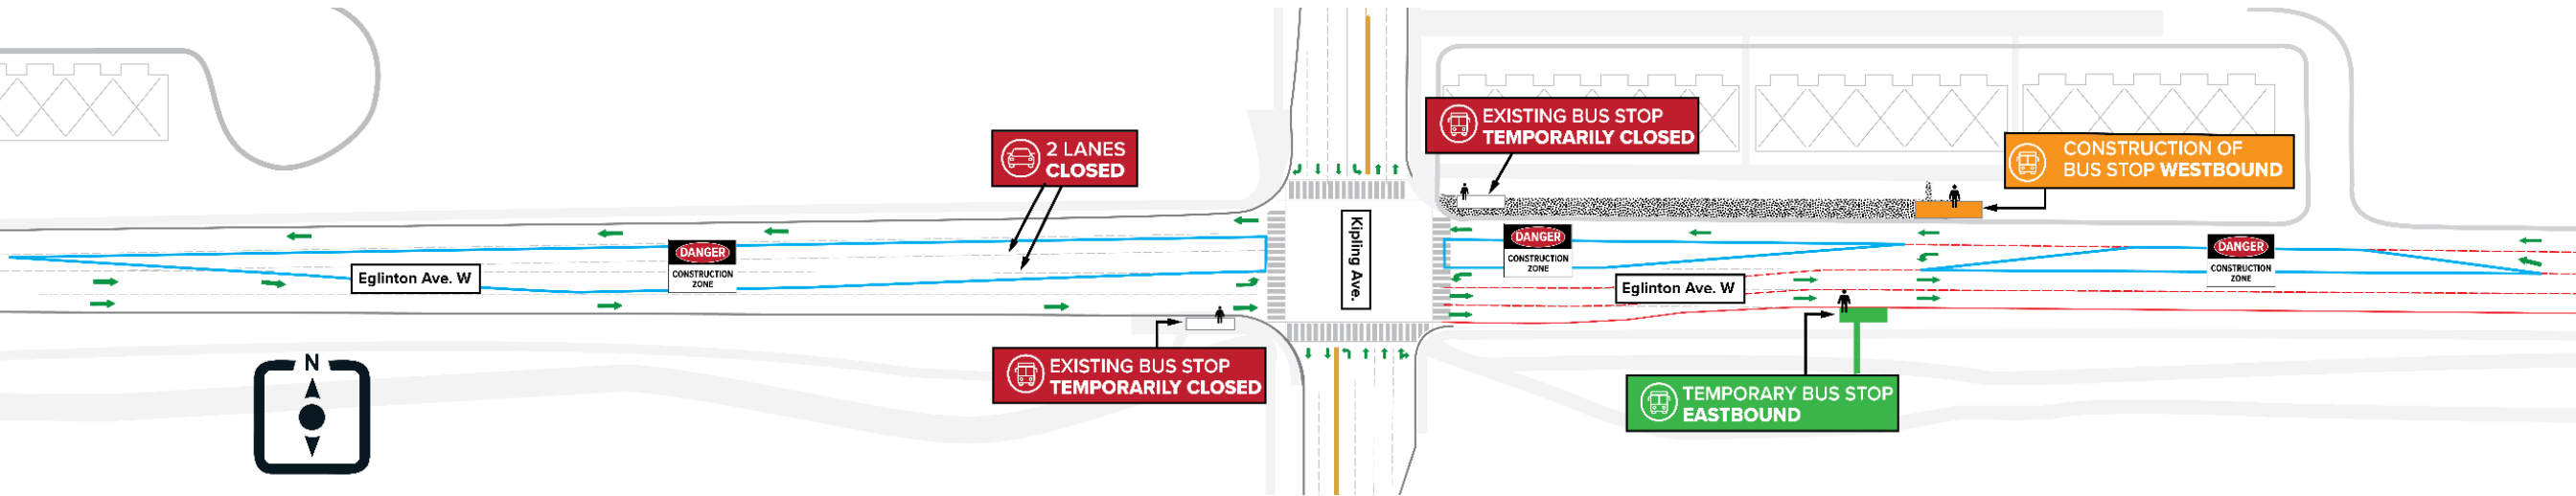 EXISTING BUS STOP
TEMPORARILY CLOSED
2 LANES
CLOSED
CONSTRUCTION OF
BUS STOP WESTBOUND
DANGER
CONSTRUCTION
ZONE
Eglinton Ave. W
Kipling Ave.
DANGER
CONSTRUCTION
ZONE
Eglinton Ave. W
DANGER
CONSTRUCTION
ZONE
N
EXISTING BUS STOP
TEMPORARILY CLOSED
TEMPORARY BUS STOP
EASTBOUND